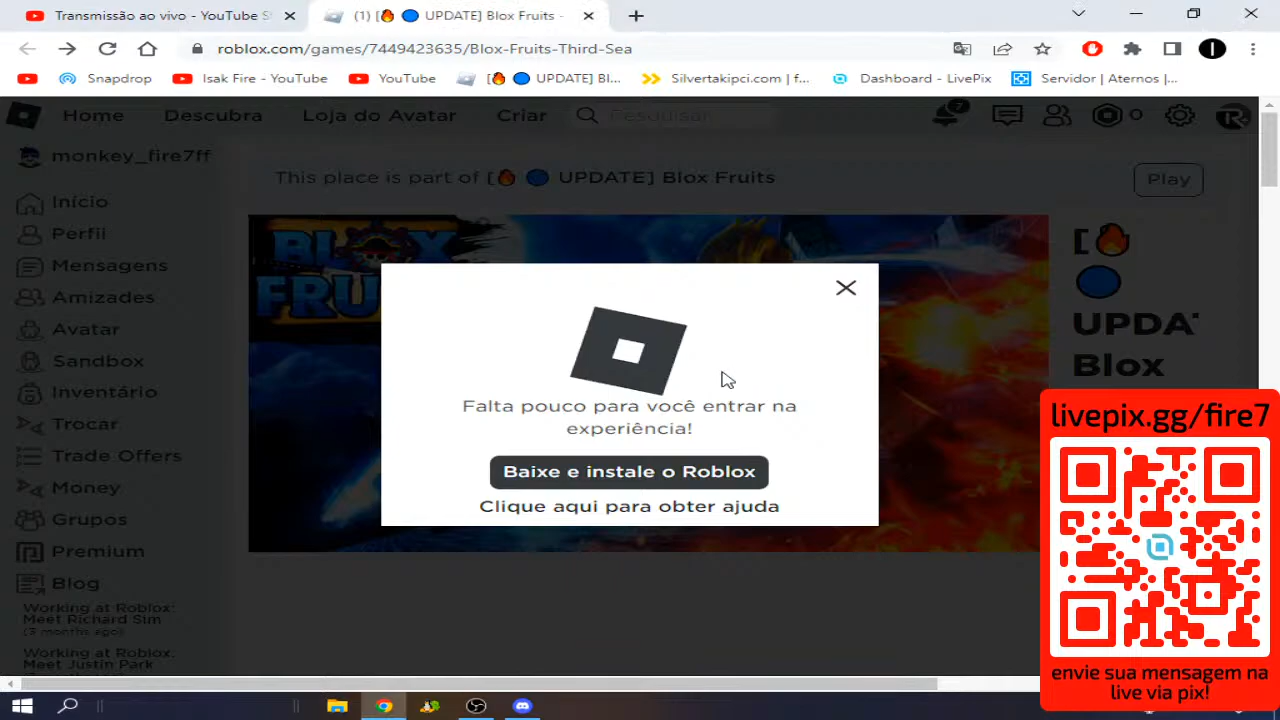 Transmissão ao vivo - YouTube S
(1) [🔥 🔵 UPDATE] Blox Fruits -
roblox.com/games/7449423635/Blox-Fruits-Third-Sea
Snapdrop
Isak Fire - YouTube
YouTube
[🔥 🔵 UPDATE] Bl...
Silvertakipci.com | f...
Dashboard - LivePix
Servidor | Aternos |...
Home
Descubra
Loja do Avatar
Criar
Pesquisar
7
0
monkey_fire7ff
This place is part of [🔥 🔵 UPDATE] Blox Fruits
Play
Início
Perfil
Mensagens
Amizades
Avatar
Sandbox
Inventário
Trocar
Trade Offers
Money
Grupos
Premium
Blog
Working at Roblox:
Meet Richard Sim
(3 months ago)
Working at Roblox:
Meet Justin Park
BLOX
FRU
[🔥
🔵
UPDAT
Blox
Falta pouco para você entrar na
experiência!
Baixe e instale o Roblox
Clique aqui para obter ajuda
livepix.gg/fire7
envie sua mensagem na
live via pix!